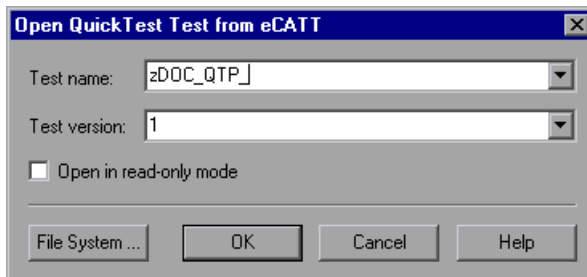 Open QuickTest Test from eCATT
Test name: zDOC_QTP_
Test version: 1
Open in read-only mode
File System ... OK Cancel Help